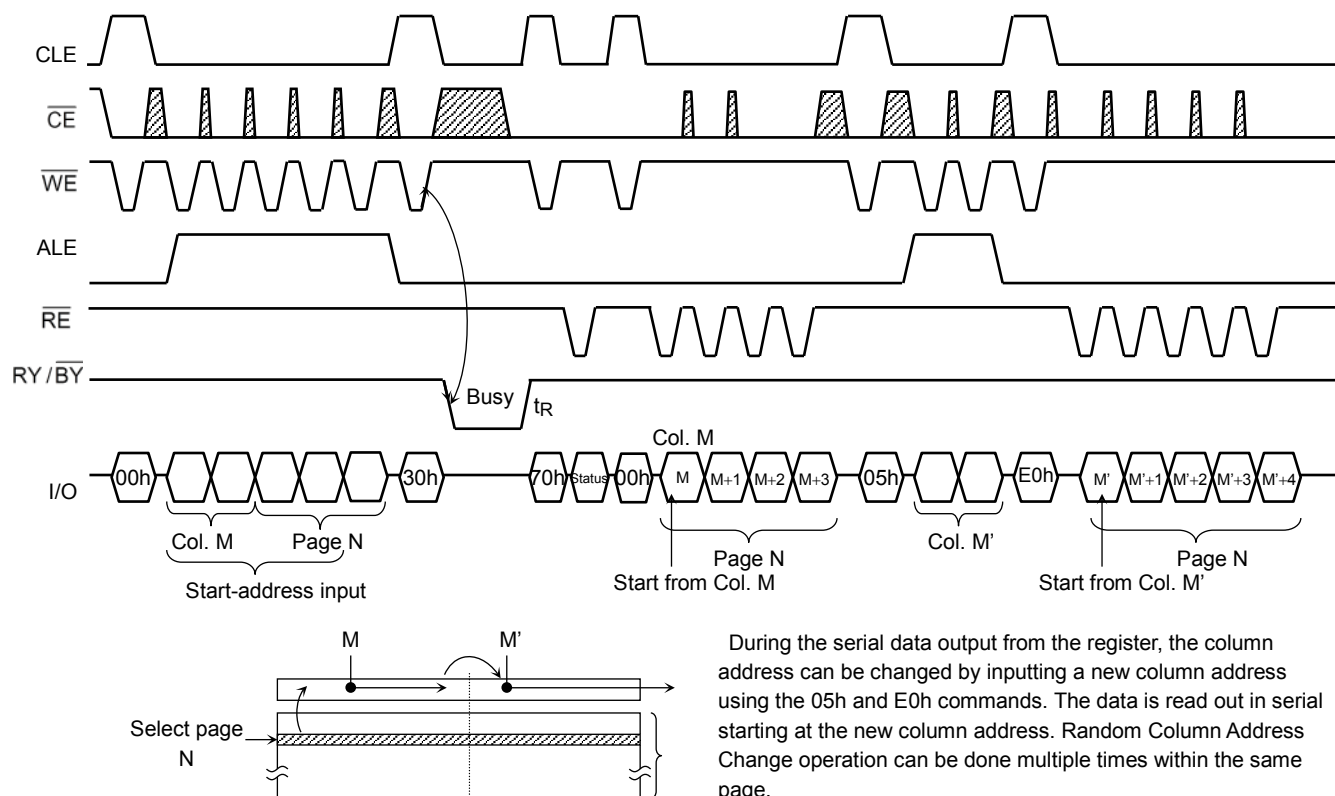 CLE
CE
WE
ALE
RE
RY / BY
Busy
tR
Col. M
I/O
00h
30h
70h
Status
00h
M
M+1
M+2
M+3
05h
E0h
M'
M'+1
M'+2
M'+3
M'+4
Col. M
Page N
Start-address input
Page N
Start from Col. M
Col. M'
Page N
Start from Col. M'
M
M'
Select page
N
During the serial data output from the register, the column
address can be changed by inputting a new column address
using the 05h and E0h commands. The data is read out in serial
starting at the new column address. Random Column Address
Change operation can be done multiple times within the same
page.